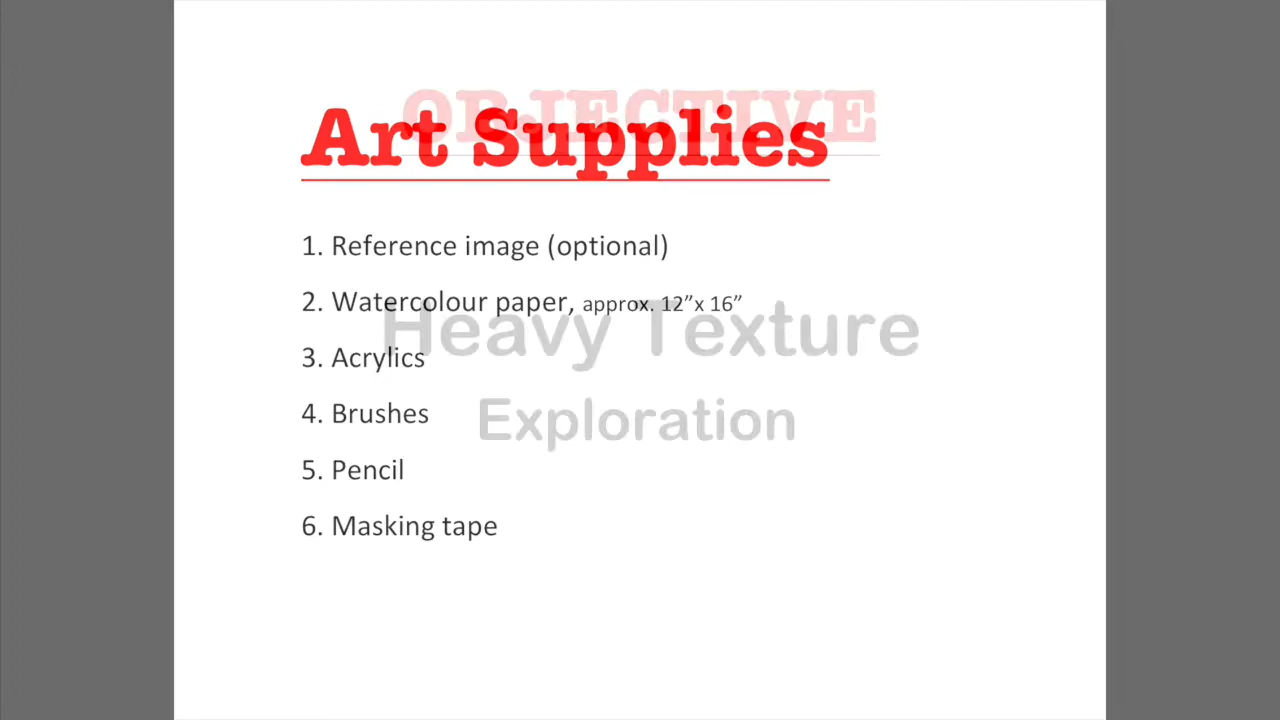 OBJECTIVE
Art Supplies
1. Reference image (optional)
2. Watercolour paper, approx. 12”x 16”
Heavy Texture
3. Acrylics
4. Brushes
Exploration
5. Pencil
6. Masking tape